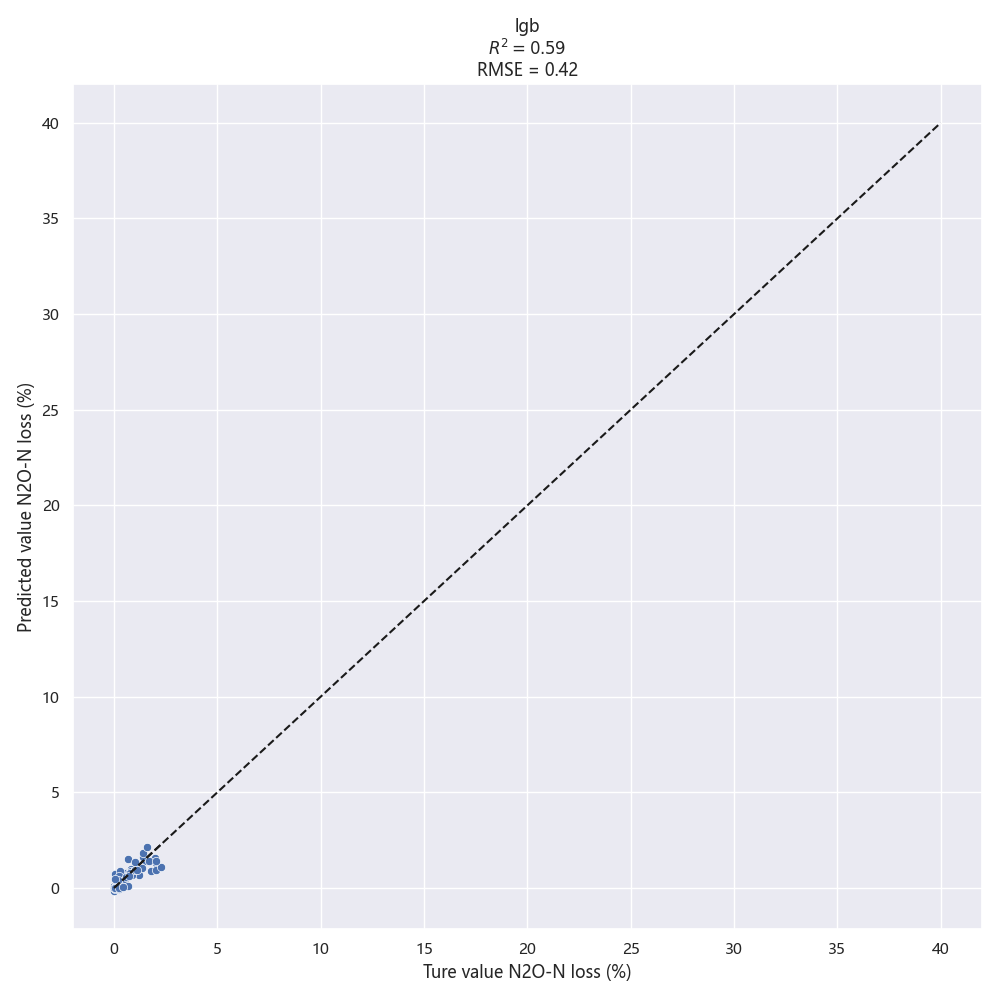 lgb
R² = 0.59
RMSE = 0.42
40
35
30
25
20
15
10
5
0
Predicted value N2O-N loss (%)
0 5 10 15 20 25 30 35 40
Ture value N2O-N loss (%)